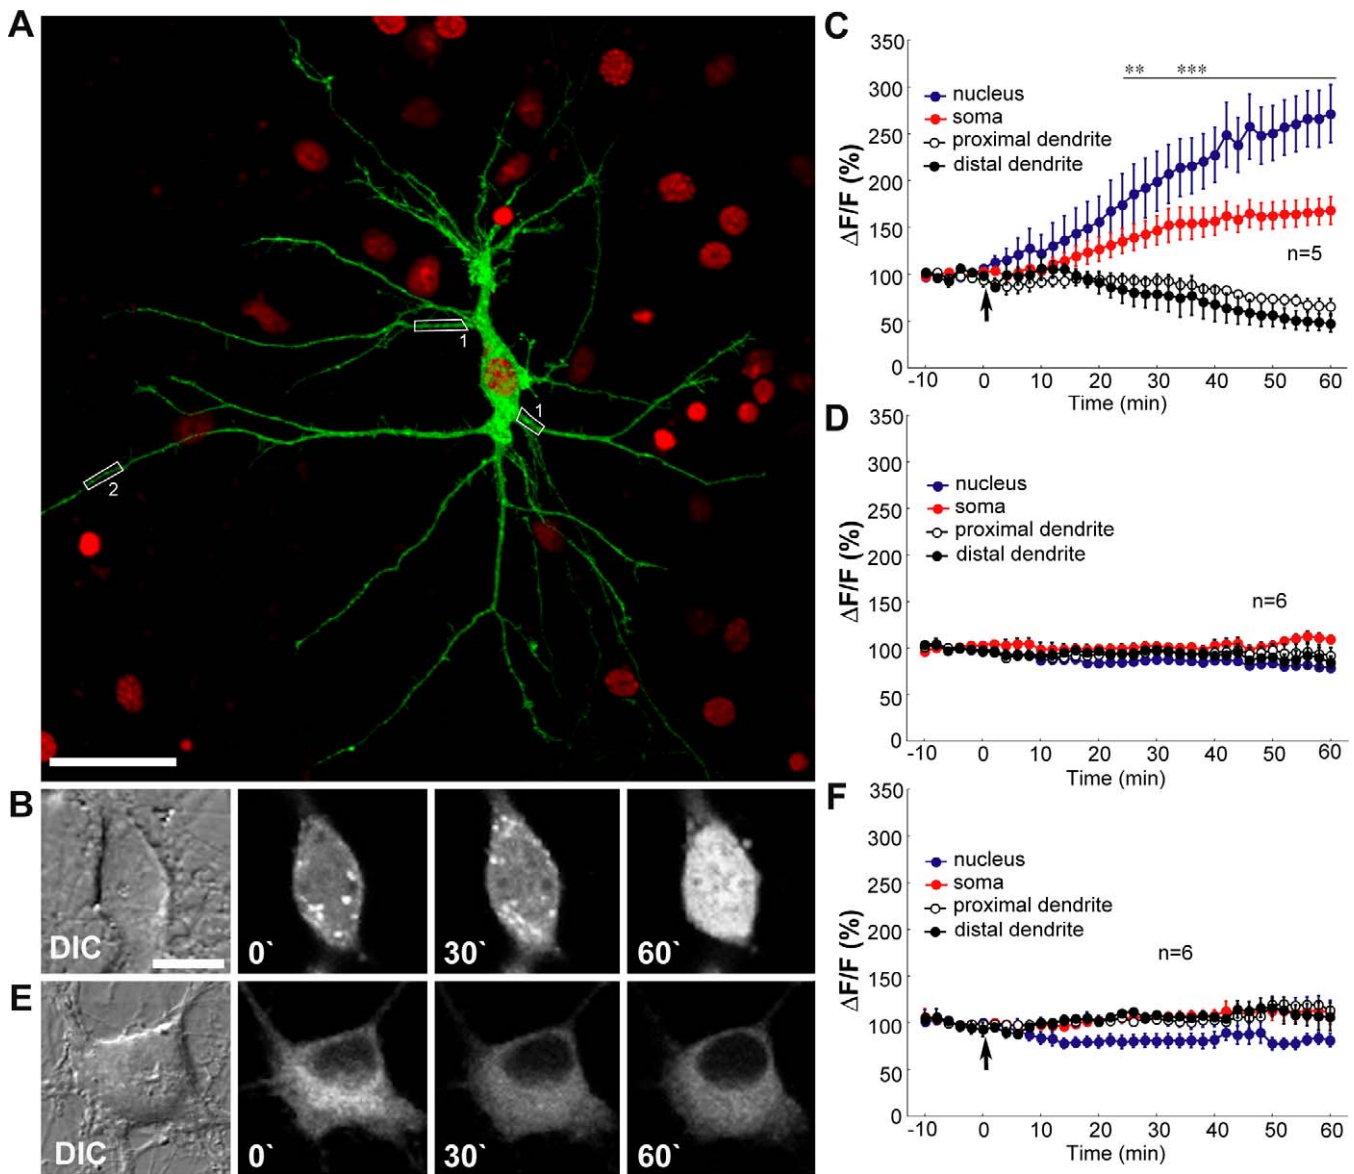 A
1
1
2
B
DIC
0`
30`
60`
E
DIC
0`
30`
60`
C
350
300
250
200
150
100
50
0
ΔF/F (%)
** ***
nucleus
soma
proximal dendrite
distal dendrite
n=5
-10 0 10 20 30 40 50 60
Time (min)
D
350
300
250
200
150
100
50
0
ΔF/F (%)
nucleus
soma
proximal dendrite
distal dendrite
n=6
-10 0 10 20 30 40 50 60
Time (min)
F
350
300
250
200
150
100
50
0
ΔF/F (%)
nucleus
soma
proximal dendrite
distal dendrite
n=6
-10 0 10 20 30 40 50 60
Time (min)